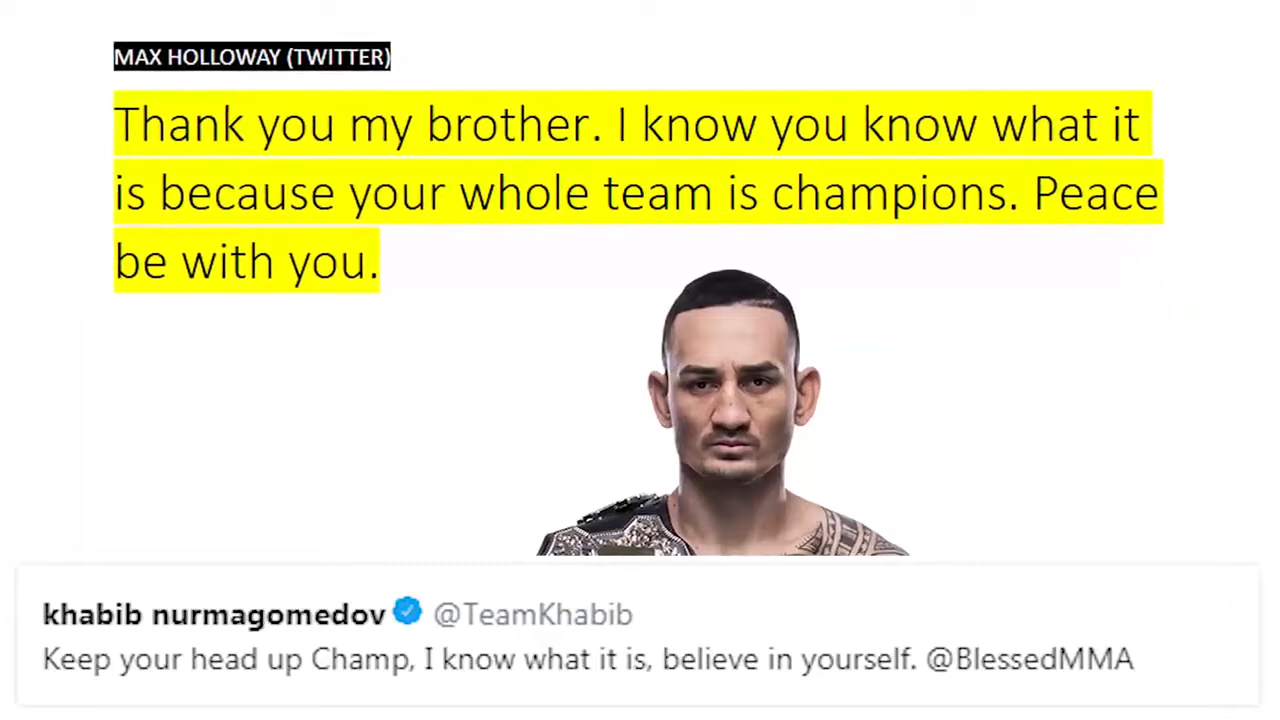 MAX HOLLOWAY (TWITTER)
Thank you my brother. I know you know what it
is because your whole team is champions. Peace
be with you.
khabib nurmagomedov @TeamKhabib
Keep your head up Champ, I know what it is, believe in yourself. @BlessedMMA